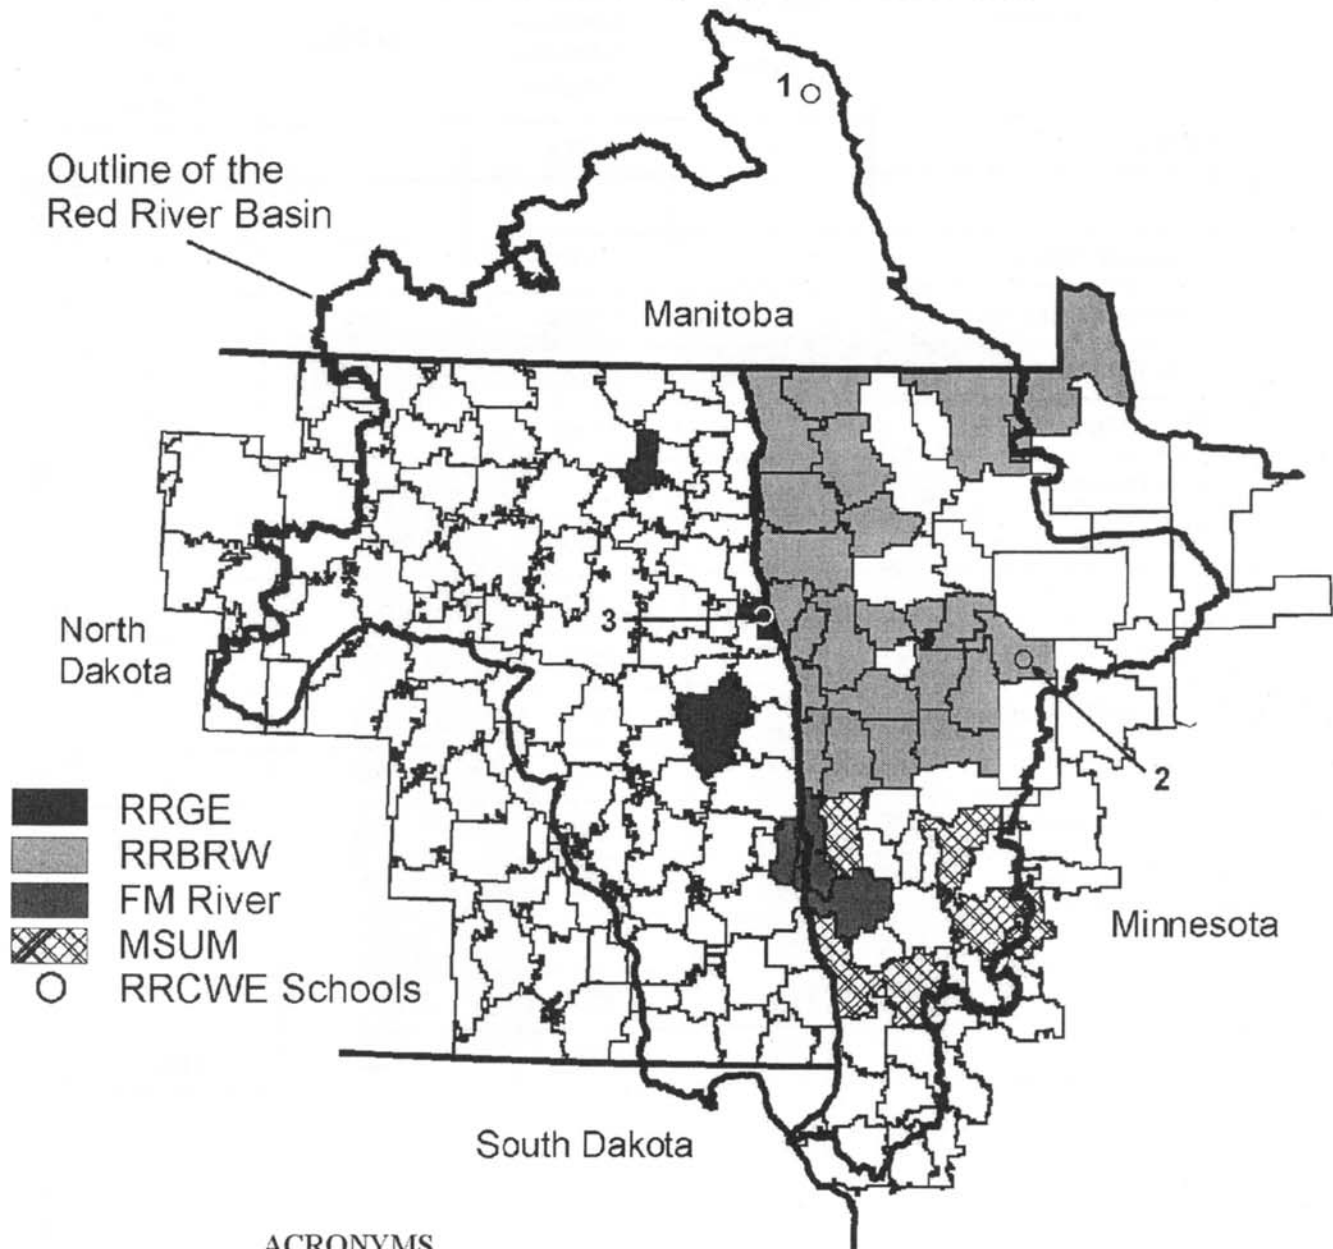 1
Outline of the
Red River Basin
Manitoba
North
Dakota
3
2
RRGE
RRBRW
FM River
MSUM
RRCWE Schools
Minnesota
South Dakota
ACRONYMS